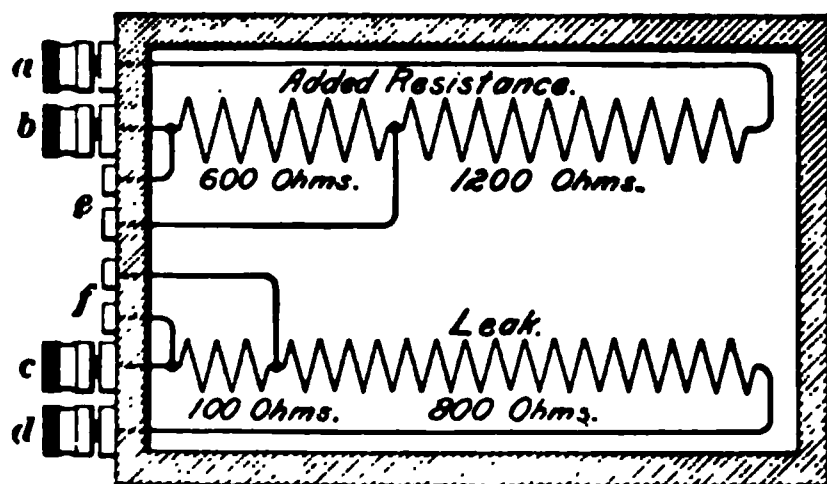 a
Added Resistance.
b
600 Ohms. 1200 Ohms.
e
f
Leak.
c
100 Ohms. 800 Ohms.
d